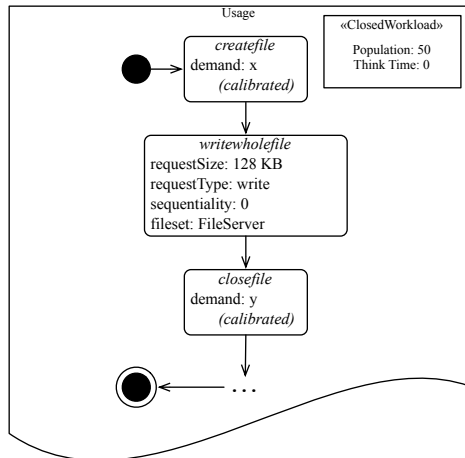 Usage
«ClosedWorkload»
Population: 50
Think Time: 0
createfile
demand: x
(calibrated)
writewholefile
requestSize: 128 KB
requestType: write
sequentiality: 0
fileset: FileServer
closefile
demand: y
(calibrated)
...